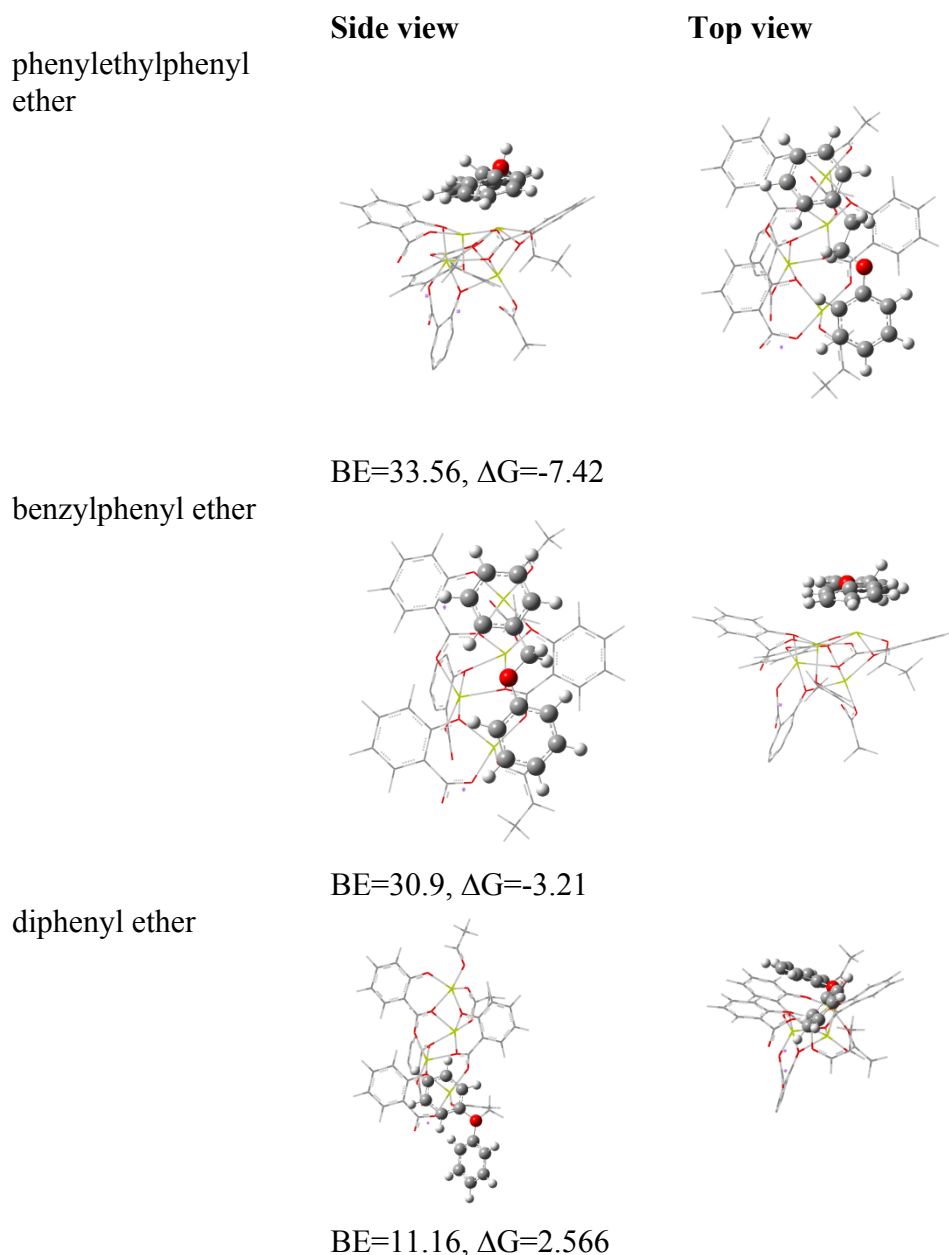 Side view Top view
phenylethylphenyl
ether
BE=33.56, ΔG=-7.42
benzylphenyl ether
BE=30.9, ΔG=-3.21
diphenyl ether
BE=11.16, ΔG=2.566